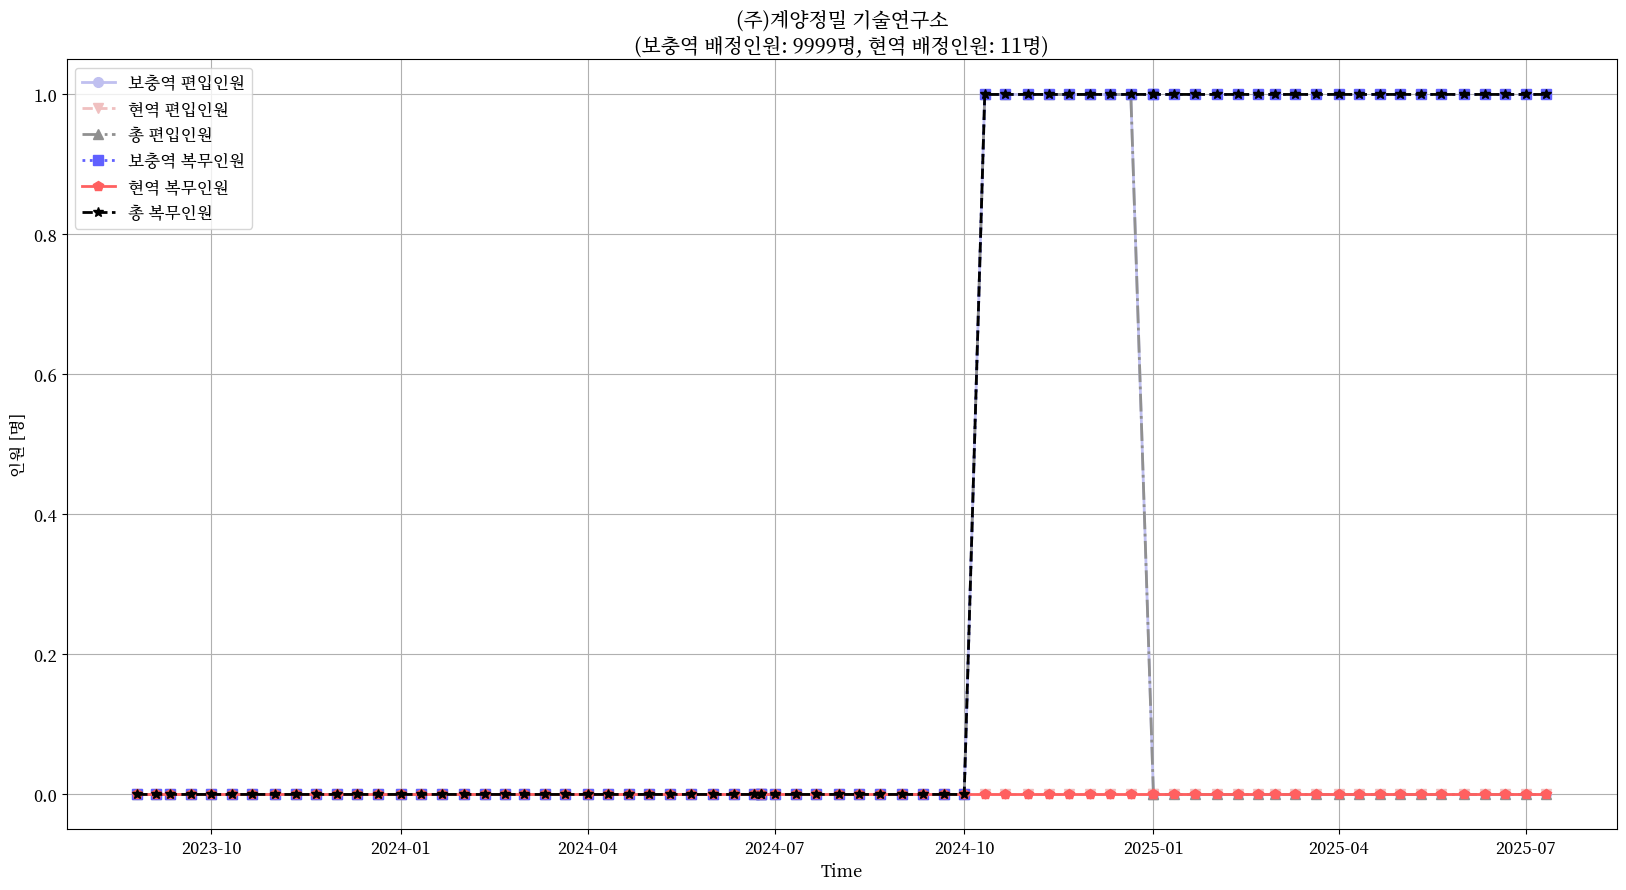 (주)계양정밀 기술연구소
(보충역 배정인원: 9999명, 현역 배정인원: 11명)
보충역 편입인원
현역 편입인원
총 편입인원
보충역 복무인원
현역 복무인원
총 복무인원
1.0
0.8
0.6
0.4
0.2
0.0
인원 [명]
2023-10
2024-01
2024-04
2024-07
2024-10
2025-01
2025-04
2025-07
Time